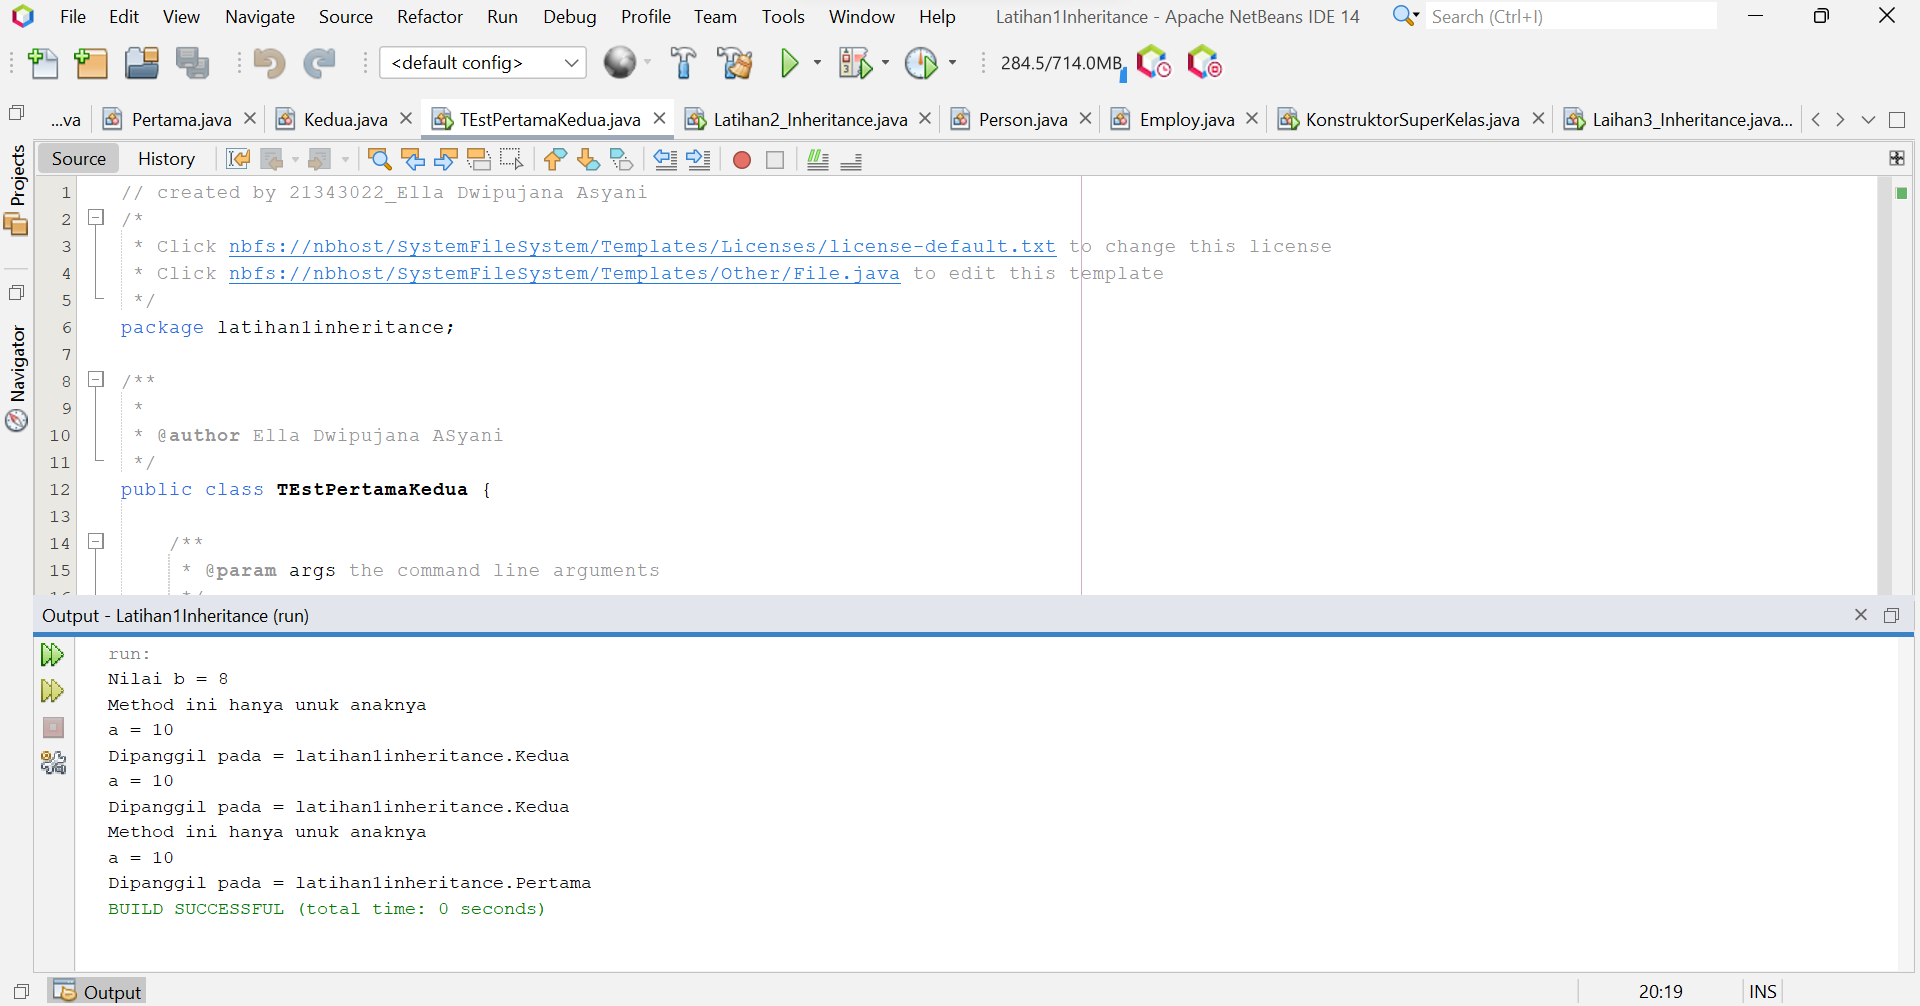 File Edit View Navigate Source Refactor Run Debug Profile Team Tools Window Help Latihan1Inheritance - Apache NetBeans IDE 14 Search (Ctrl+I)
<default config> 284.5/714.0MB
...va Pertama.java Kedua.java TEstPertamaKedua.java Latihan2_Inheritance.java Person.java Employ.java KonstruktorSuperKelas.java Laihan3_Inheritance.java...
Projects
Navigator
Source History
1 // created by 21343022_Ella Dwipujana Asyani
2 /*
3 * Click nbfs://nbhost/SystemFileSystem/Templates/Licenses/license-default.txt to change this license
4 * Click nbfs://nbhost/SystemFileSystem/Templates/Other/File.java to edit this template
5 */
6 package latihan1inheritance;
7
8 /**
9 *
10 * @author Ella Dwipujana ASyani
11 */
12 public class TEstPertamaKedua {
13
14 /**
15 * @param args the command line arguments
Output - Latihan1Inheritance (run)
run:
Nilai b = 8
Method ini hanya unuk anaknya
a = 10
Dipanggil pada = latihan1inheritance.Kedua
a = 10
Dipanggil pada = latihan1inheritance.Kedua
Method ini hanya unuk anaknya
a = 10
Dipanggil pada = latihan1inheritance.Pertama
BUILD SUCCESSFUL (total time: 0 seconds)
Output 20:19 INS